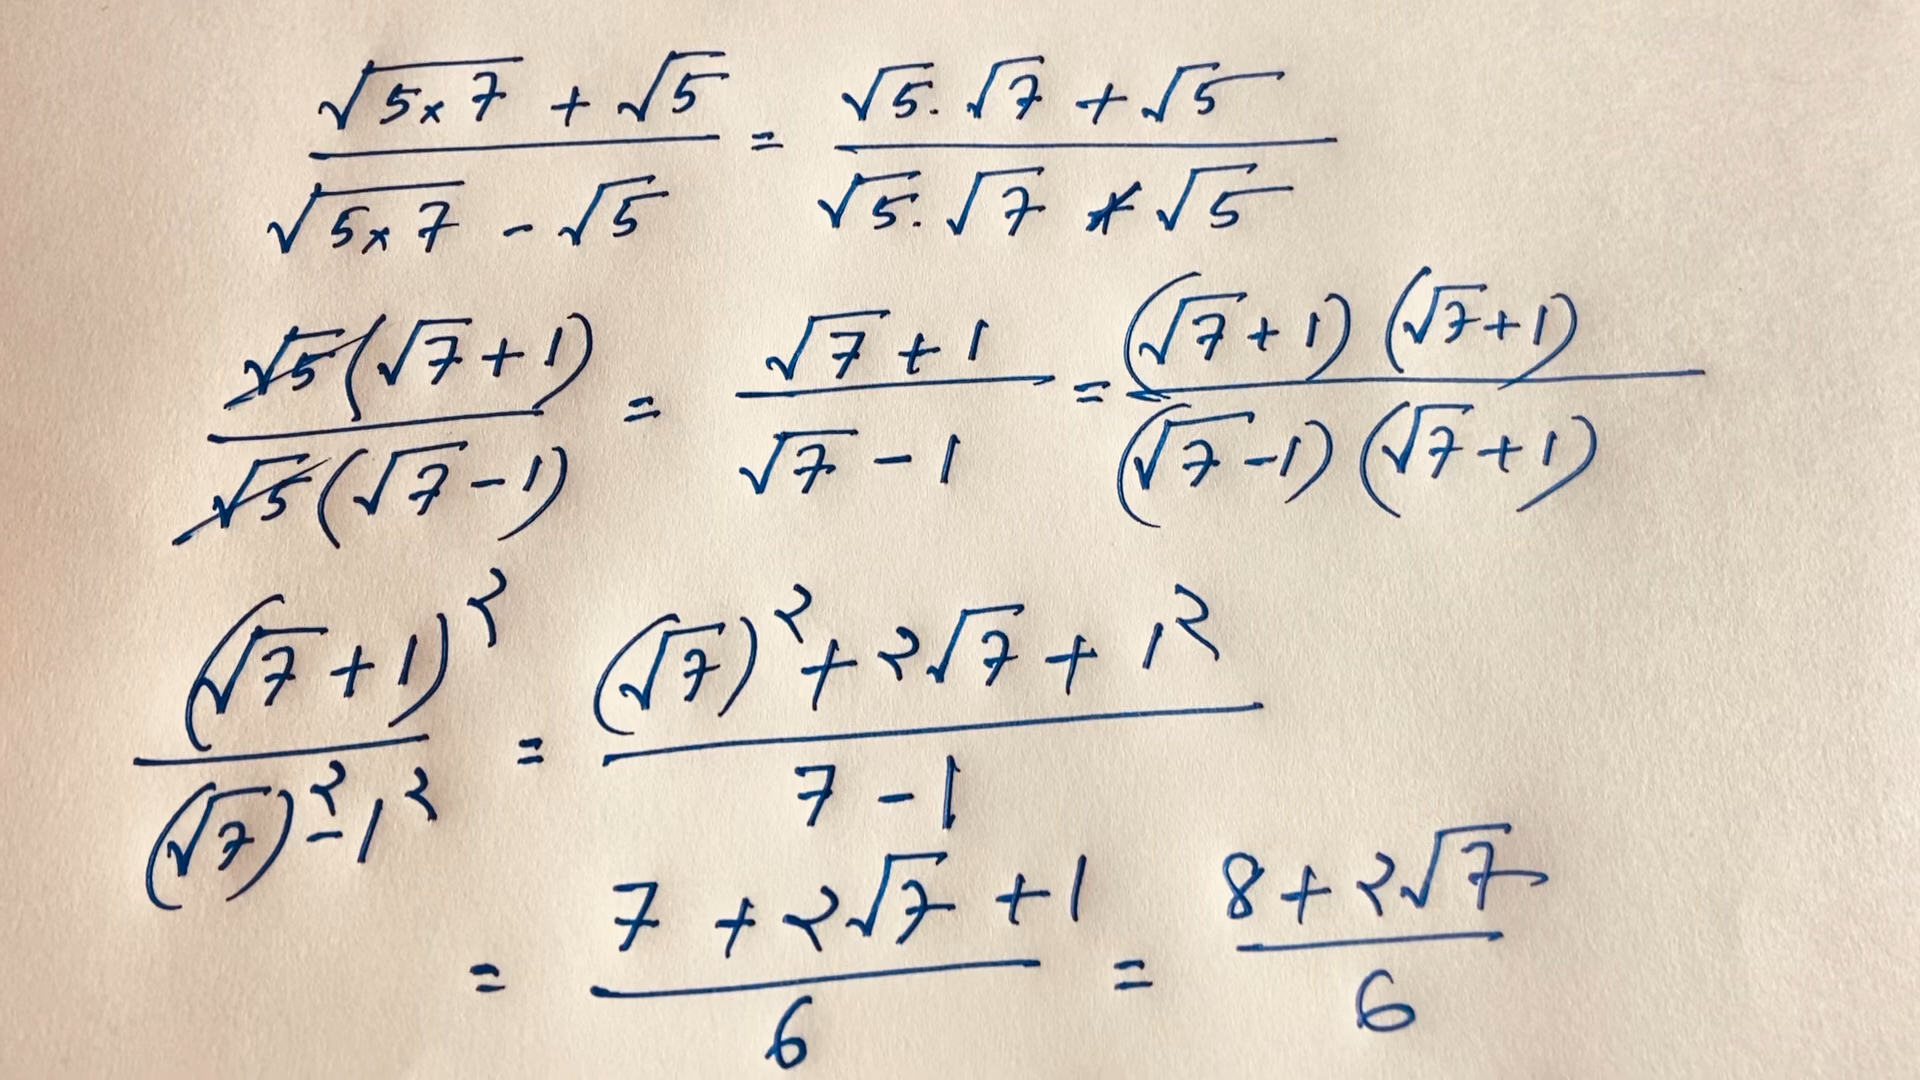 (√(5×7) + √5)/(√(5×7) - √5) = (√5.√7 + √5)/(√5.√7 - √5)
(√5(√7 + 1))/(√5(√7 - 1)) = (√7 + 1)/(√7 - 1) = ((√7 + 1)(√7 + 1))/((√7 - 1)(√7 + 1))
(√7 + 1)²/((√7)² - 1²) = ((√7)² + 2√7 + 1²)/(7 - 1)
= (7 + 2√7 + 1)/6 = (8 + 2√7)/6